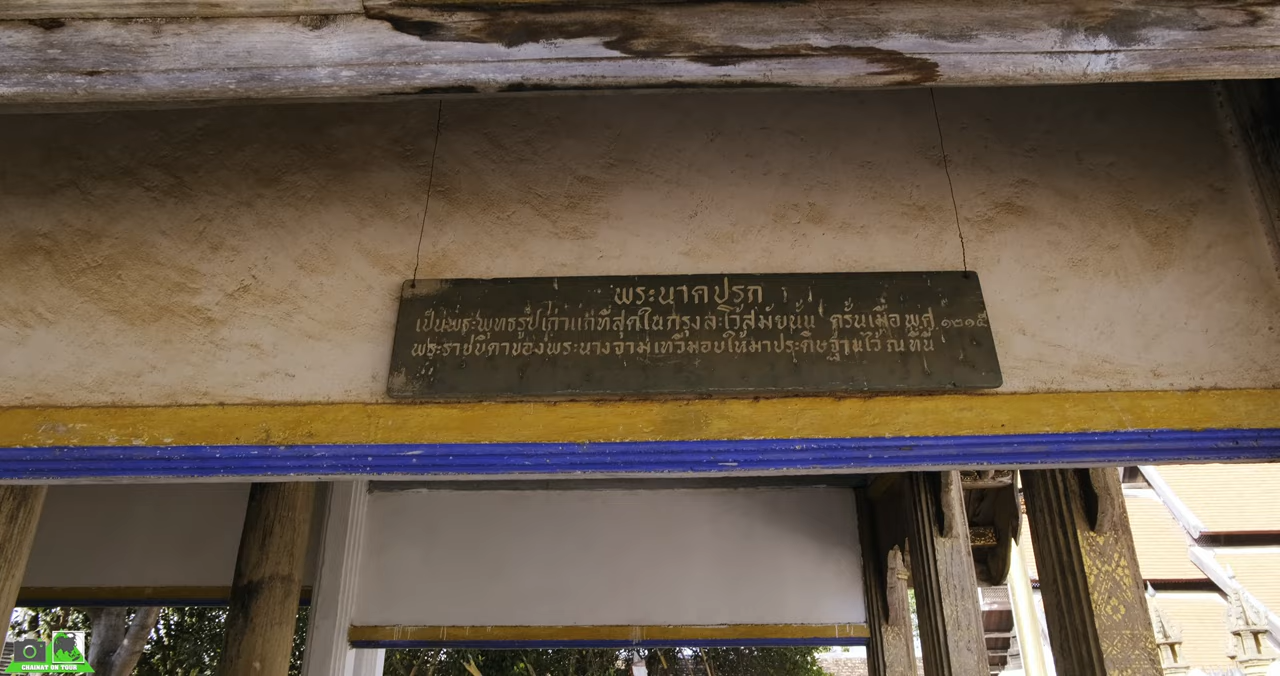 พระนาคปรก
เป็นพระพุทธรูปเก่าแก่ที่สุดในกรุงละโว้สมัยนั้น ครั้นเมื่อ พ.ศ. ๑๒๑๕
พระราชบิดาของพระนางจามเทวีมอบให้มาประดิษฐานไว้ ณ ที่นี้
CHAINAT ON TOUR